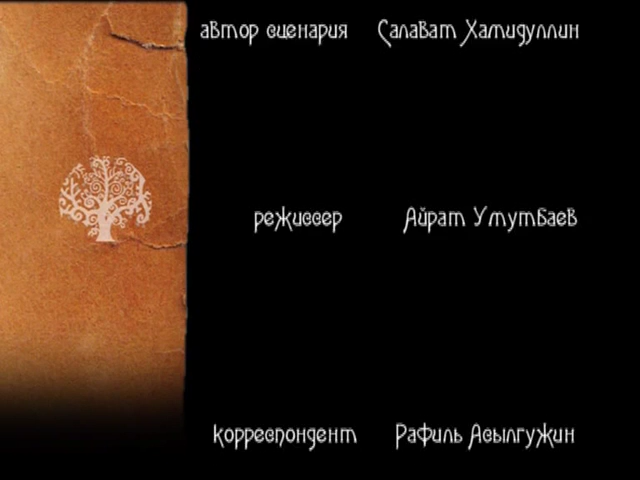 автор сценария Салават Хамидуллин
режиссер Айрат Умутбаев
корреспондент Рафиль Асылгужин